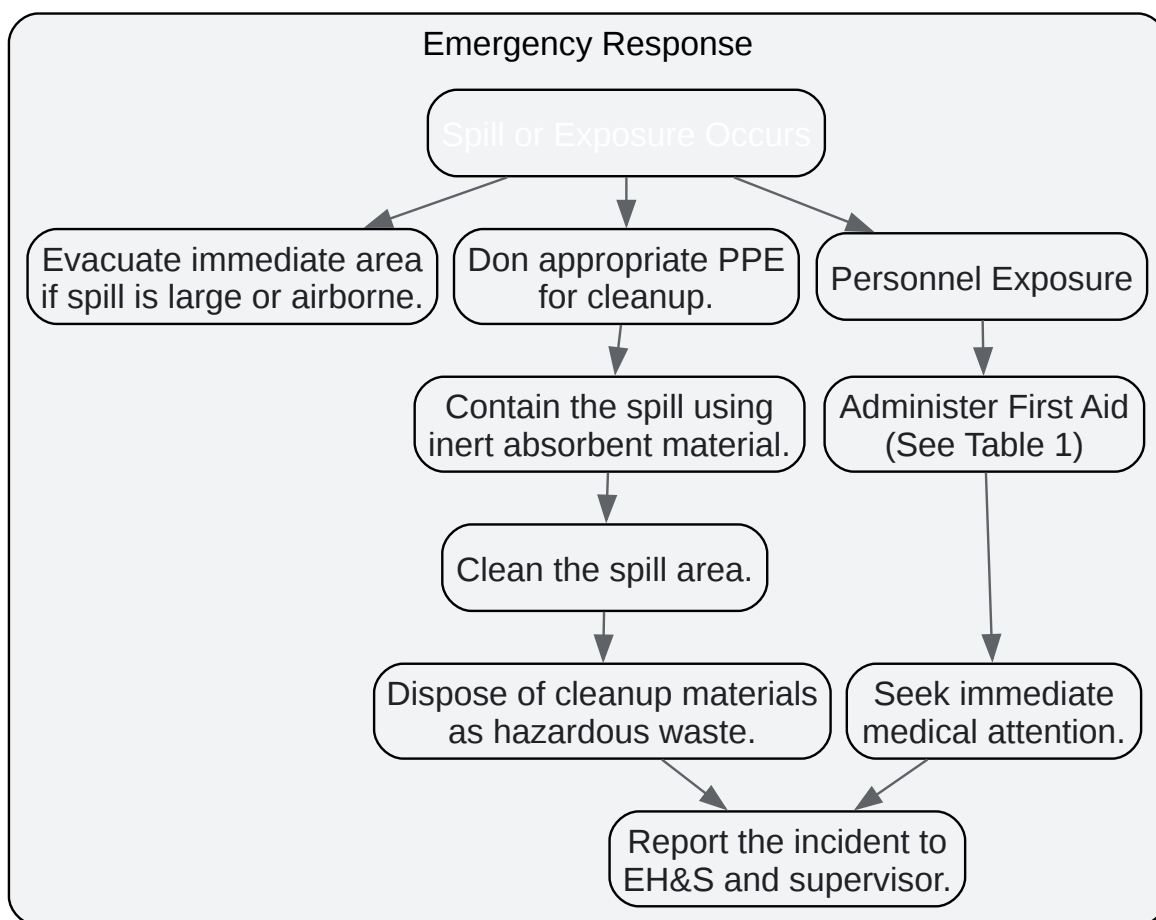 Emergency Response
Spill or Exposure Occurs
Evacuate immediate area
if spill is large or airborne.
Don appropriate PPE
for cleanup.
Personnel Exposure
Contain the spill using
inert absorbent material.
Administer First Aid
(See Table 1)
Clean the spill area.
Dispose of cleanup materials
as hazardous waste.
Seek immediate
medical attention.
Report the incident to
EH&S and supervisor.